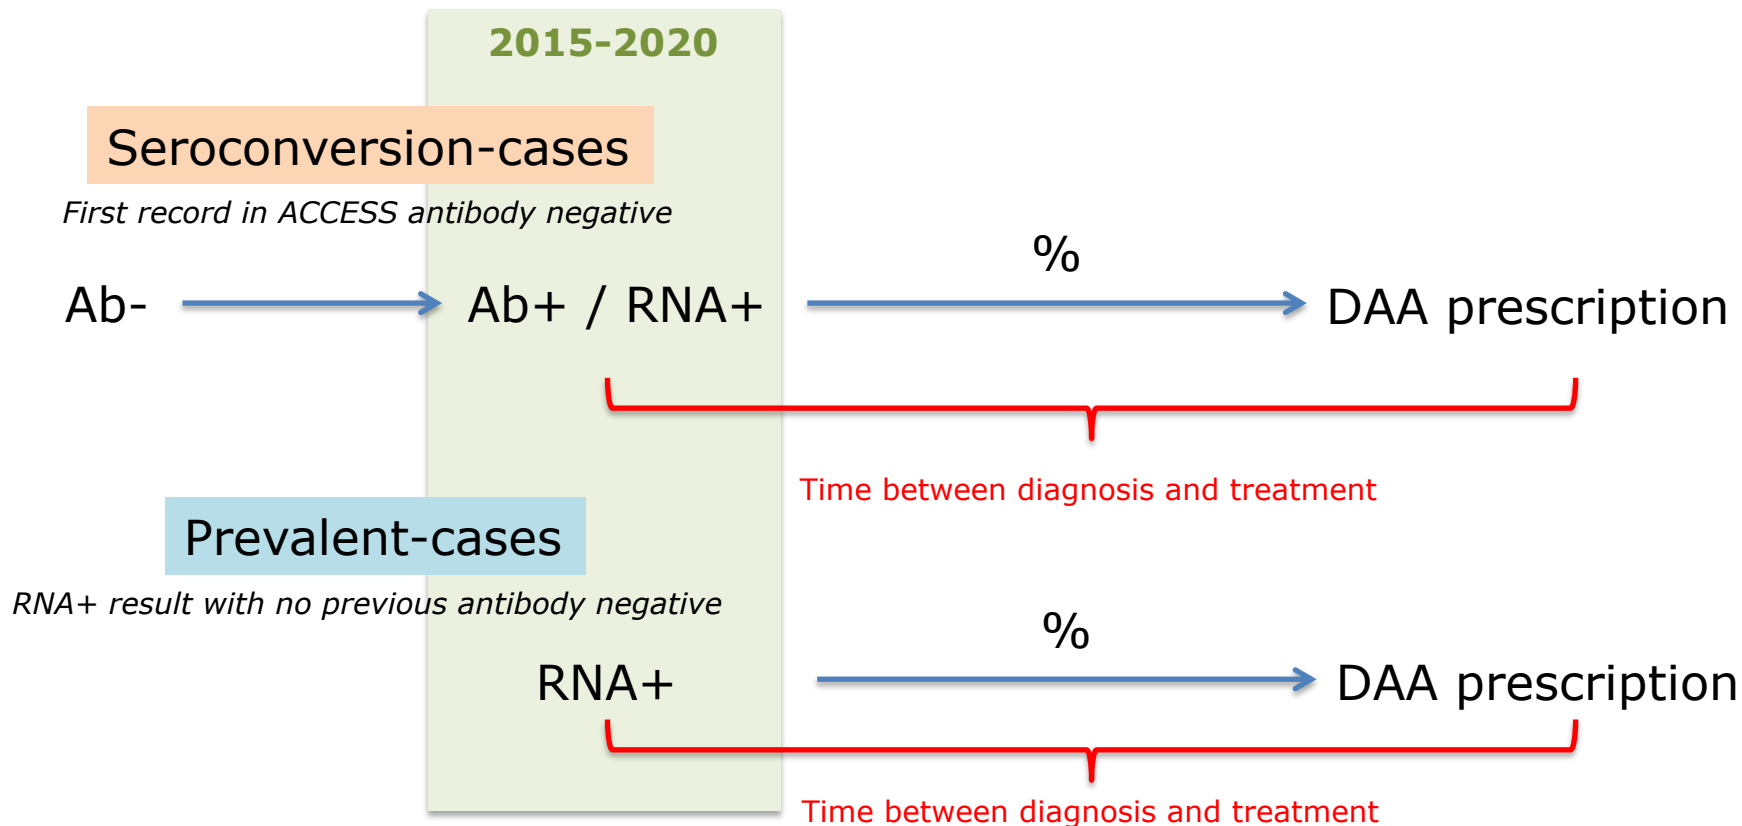 2015-2020
Seroconversion-cases
First record in ACCESS antibody negative
%
Ab-
Ab+ / RNA+
DAA prescription
Time between diagnosis and treatment
Prevalent-cases
RNA+ result with no previous antibody negative
%
RNA+
DAA prescription
Time between diagnosis and treatment